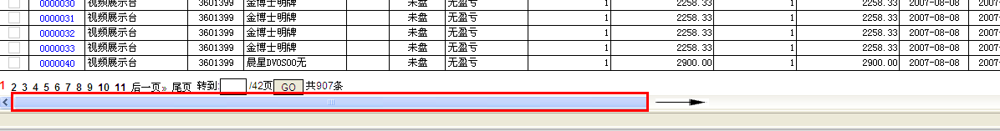 0000030 视频展示台 3601399 金博士明牌 未盘 无盈亏 1 2258.33 1 2258.33 2007-08-08 2007-
0000031 视频展示台 3601399 金博士明牌 未盘 无盈亏 1 2258.33 1 2258.33 2007-08-08 2007-
0000032 视频展示台 3601399 金博士明牌 未盘 无盈亏 1 2258.33 1 2258.33 2007-08-08 2007-
0000033 视频展示台 3601399 金博士明牌 未盘 无盈亏 1 2258.33 1 2258.33 2007-08-08 2007-
0000040 视频展示台 3601399 晨星DV0S00无 未盘 无盈亏 1 2900.00 1 2900.00 2007-08-08 2007-
1 2 3 4 5 6 7 8 9 10 11 后一页» 尾页 转到: /42页 GO 共907条